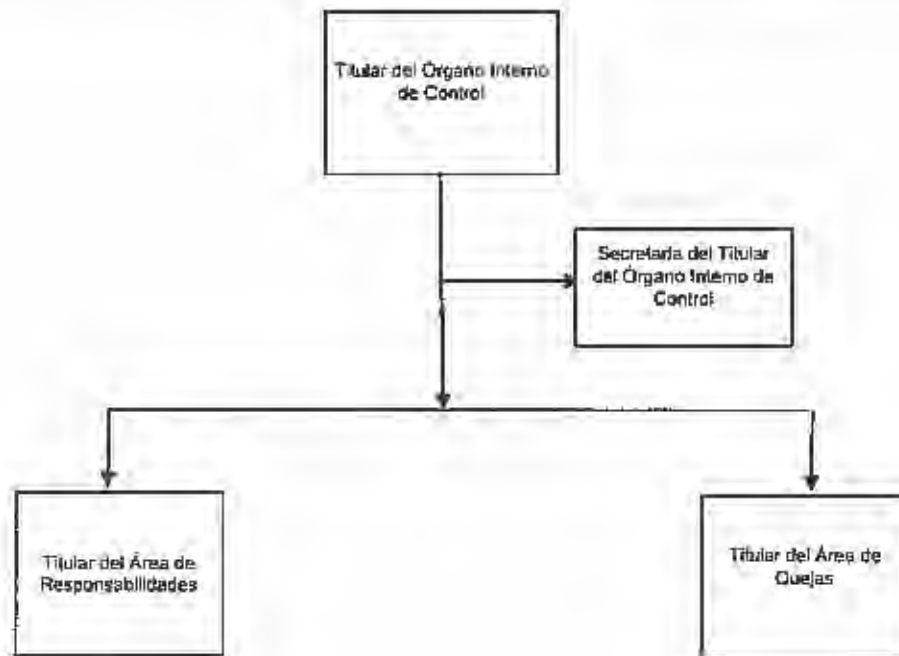 Titular del Órgano Interno
de Control
Secretaria del Titular
del Órgano Interno de
Control
Titular del Área de
Responsabilidades
Titular del Área de
Quejas